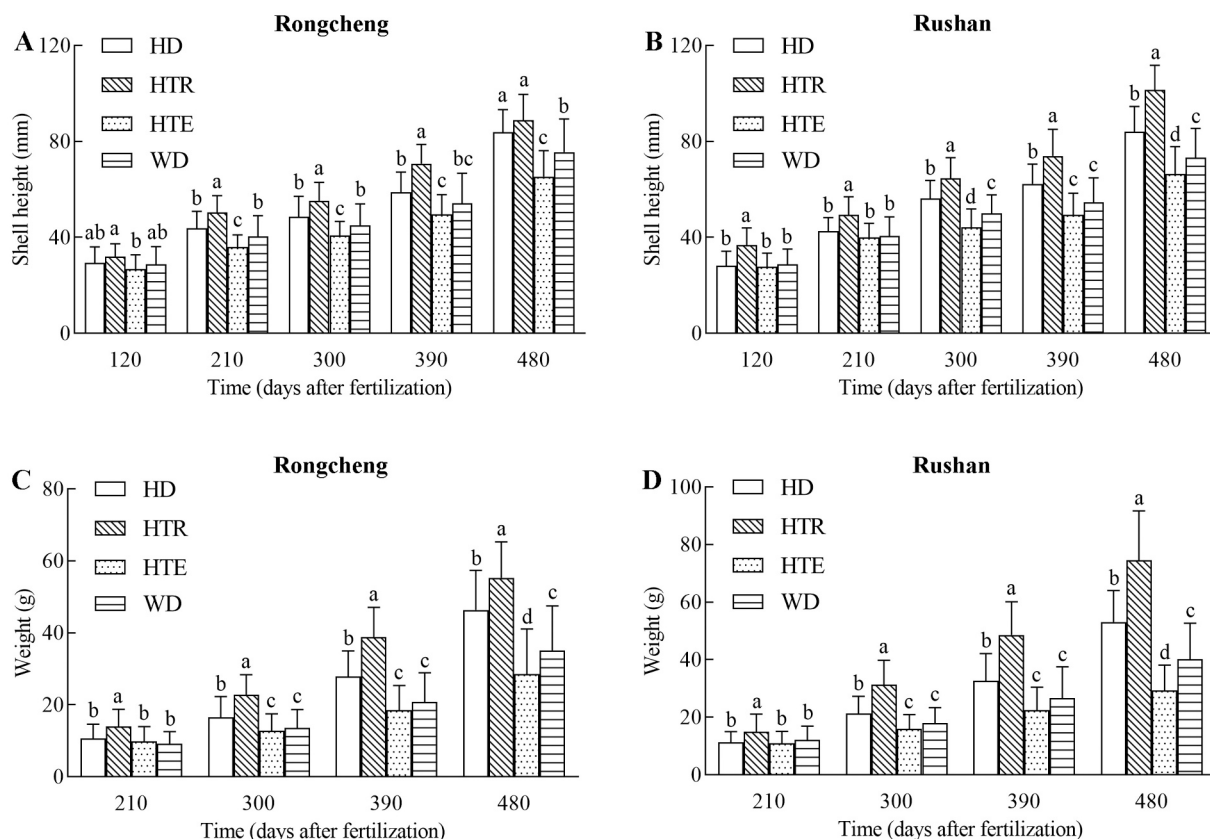 A
Rongcheng
HD
HTR
HTE
WD
Shell height (mm)
120
80
40
0
ab a b ab
b a c b
b a c b
b a c bc
a a c b
120 210 300 390 480
Time (days after fertilization)
B
Rushan
HD
HTR
HTE
WD
Shell height (mm)
120
80
40
0
b a b b
b a b b
b a d c
b a c c
b a d c
120 210 300 390 480
Time (days after fertilization)
C
Rongcheng
HD
HTR
HTE
WD
Weight (g)
80
60
40
20
0
b a b b
b a c c
b a c c
b a d c
210 300 390 480
Time (days after fertilization)
D
Rushan
HD
HTR
HTE
WD
Weight (g)
100
80
60
40
20
0
b a b b
b a c c
b a c c
b a d c
210 300 390 480
Time (days after fertilization)